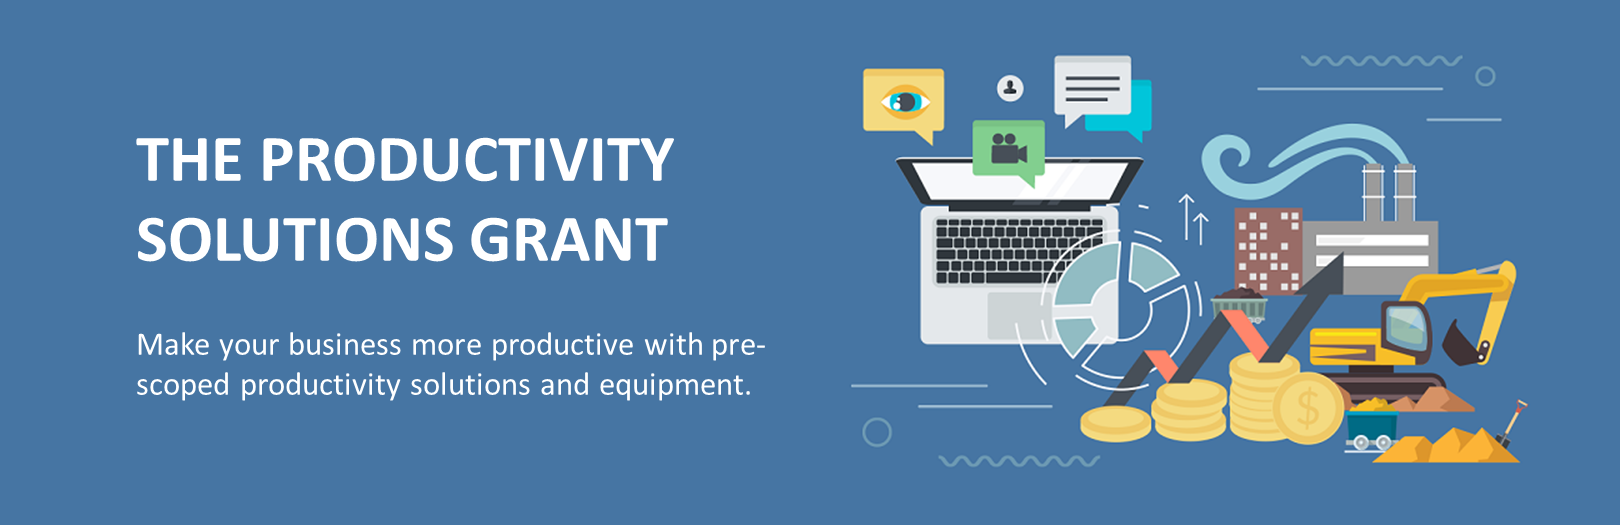 THE PRODUCTIVITY
SOLUTIONS GRANT
Make your business more productive with pre-
scoped productivity solutions and equipment.
$